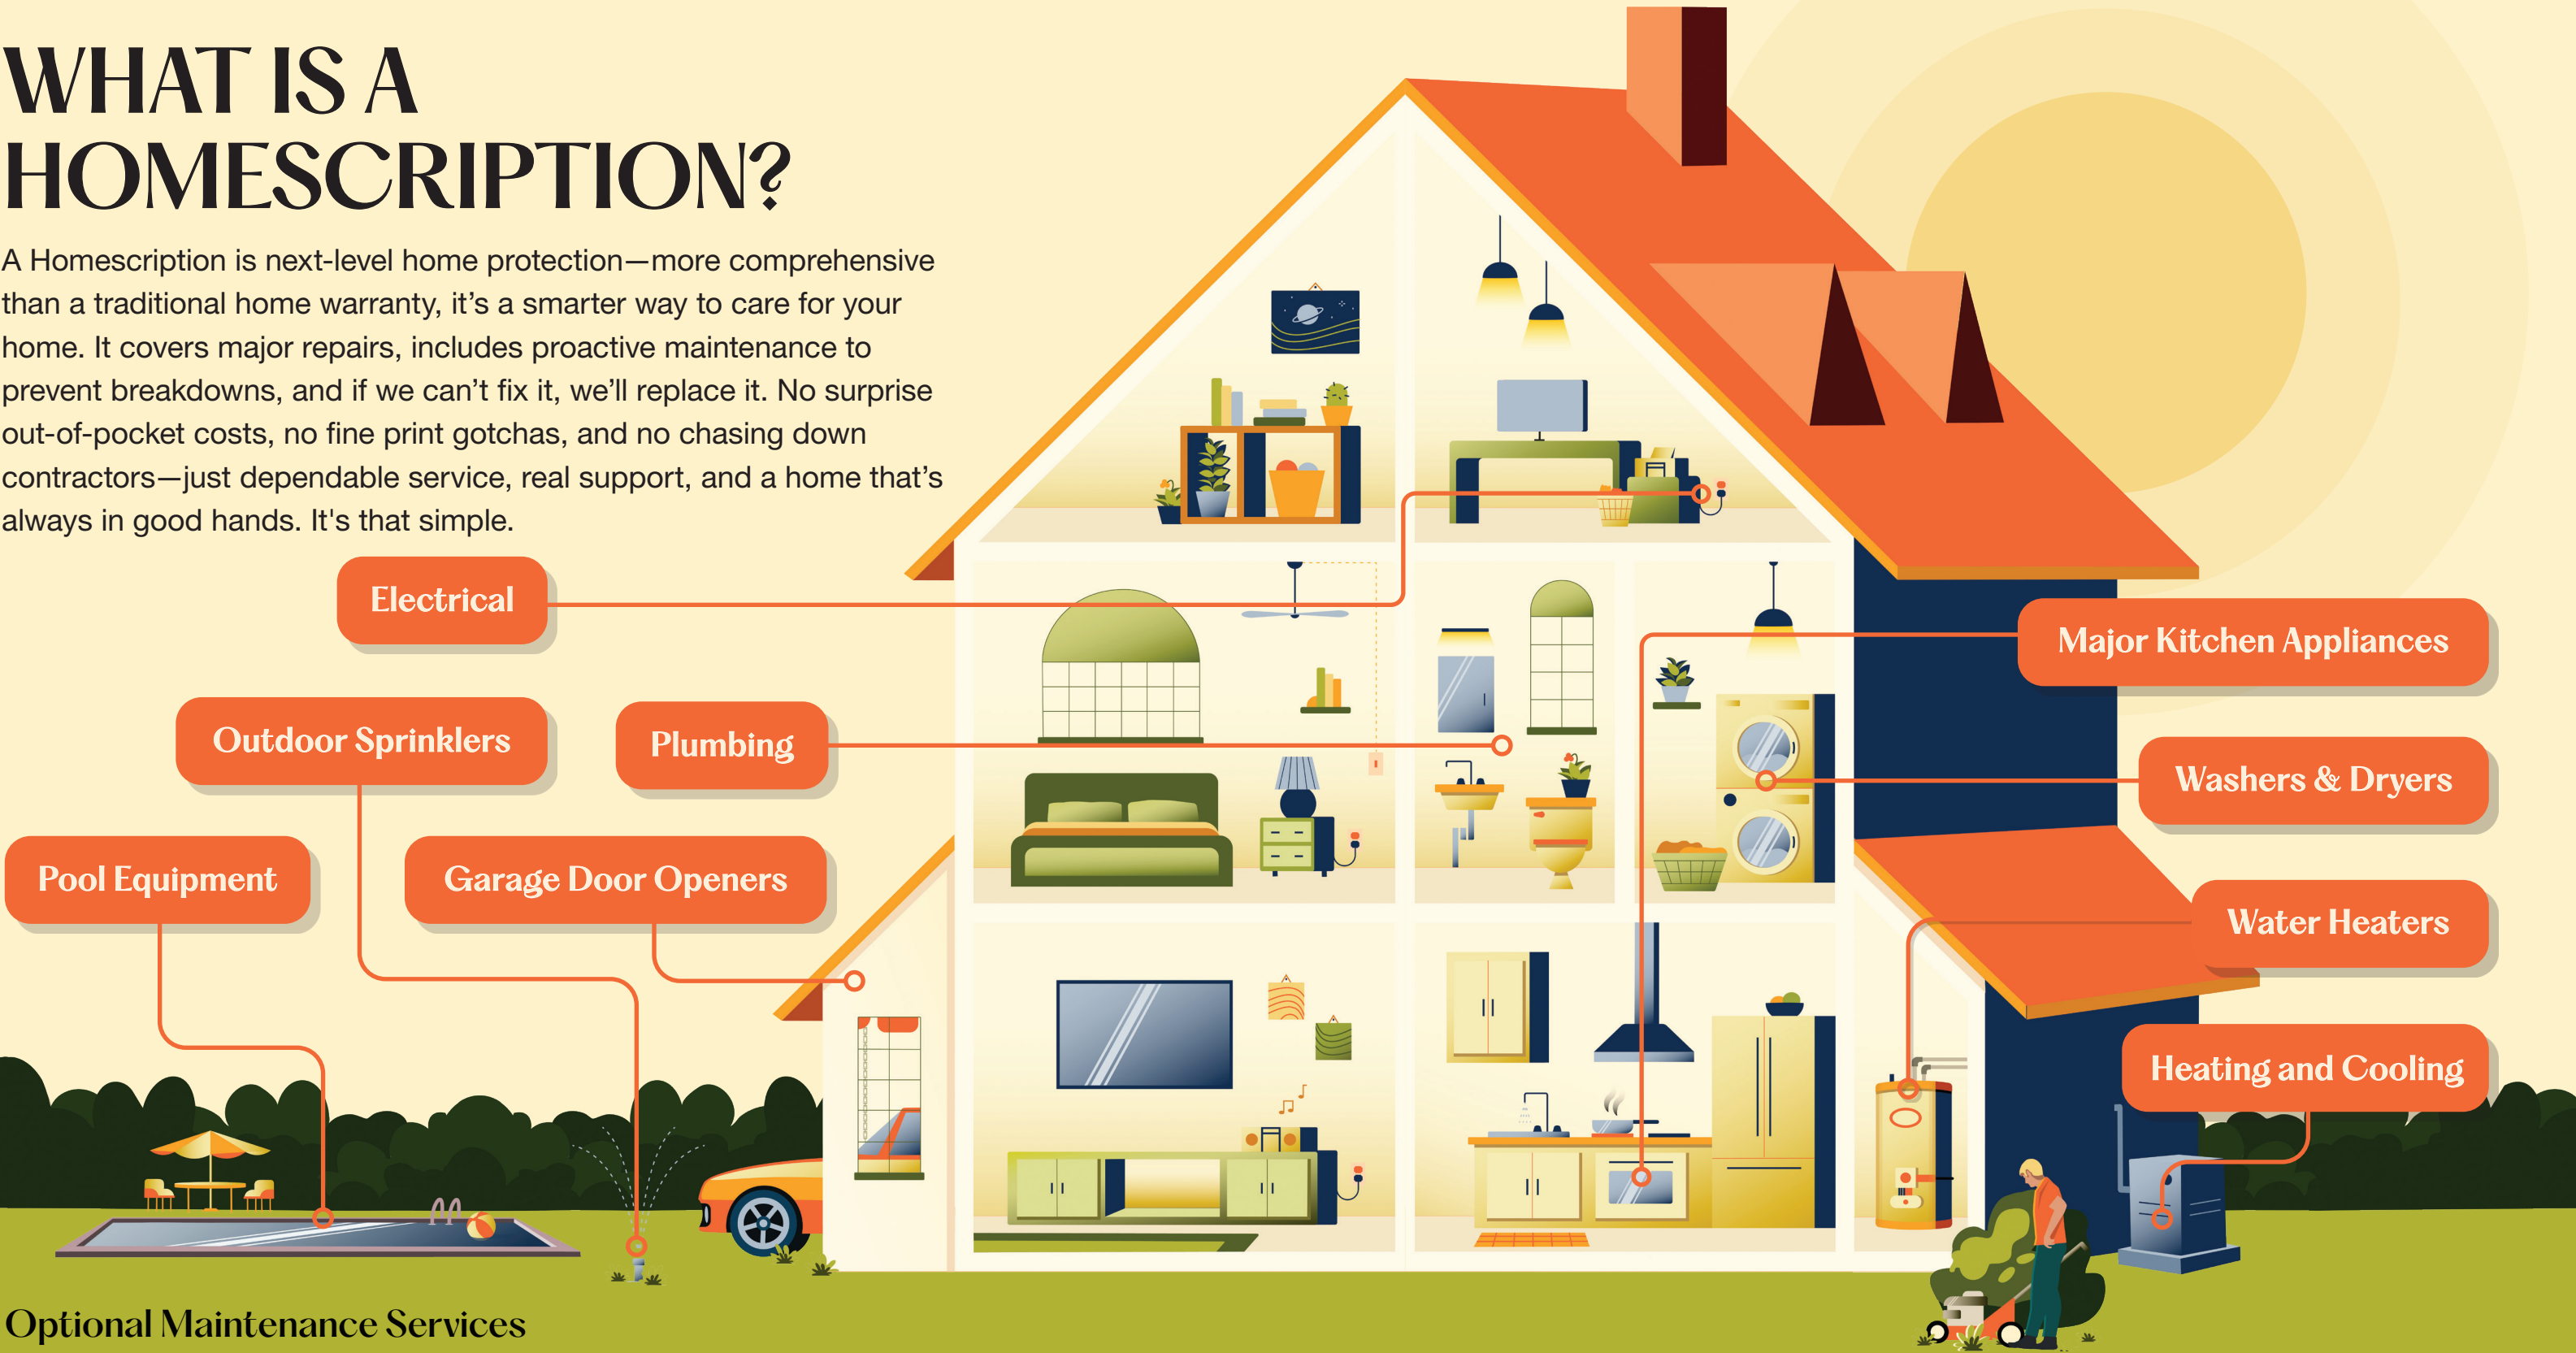 WHAT IS A
HOMESCRIPTION?
A Homescription is next-level home protection—more comprehensive
than a traditional home warranty, it’s a smarter way to care for your
home. It covers major repairs, includes proactive maintenance to
prevent breakdowns, and if we can’t fix it, we’ll replace it. No surprise
out-of-pocket costs, no fine print gotchas, and no chasing down
contractors—just dependable service, real support, and a home that’s
always in good hands. It's that simple.
Electrical
Outdoor Sprinklers
Plumbing
Pool Equipment
Garage Door Openers
Major Kitchen Appliances
Washers & Dryers
Water Heaters
Heating and Cooling
Optional Maintenance Services